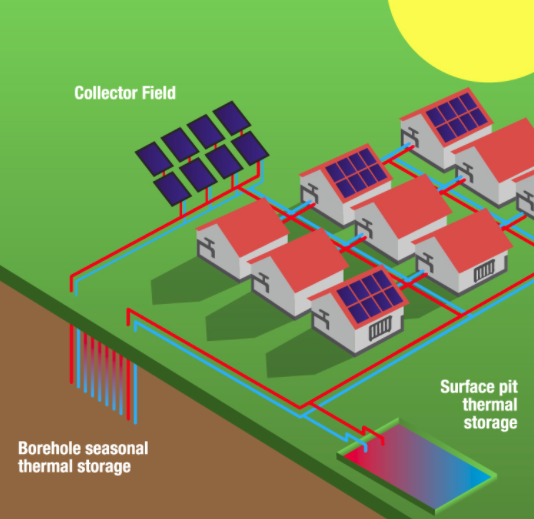 Collector Field
Surface pit
thermal
storage
Borehole seasonal
thermal storage